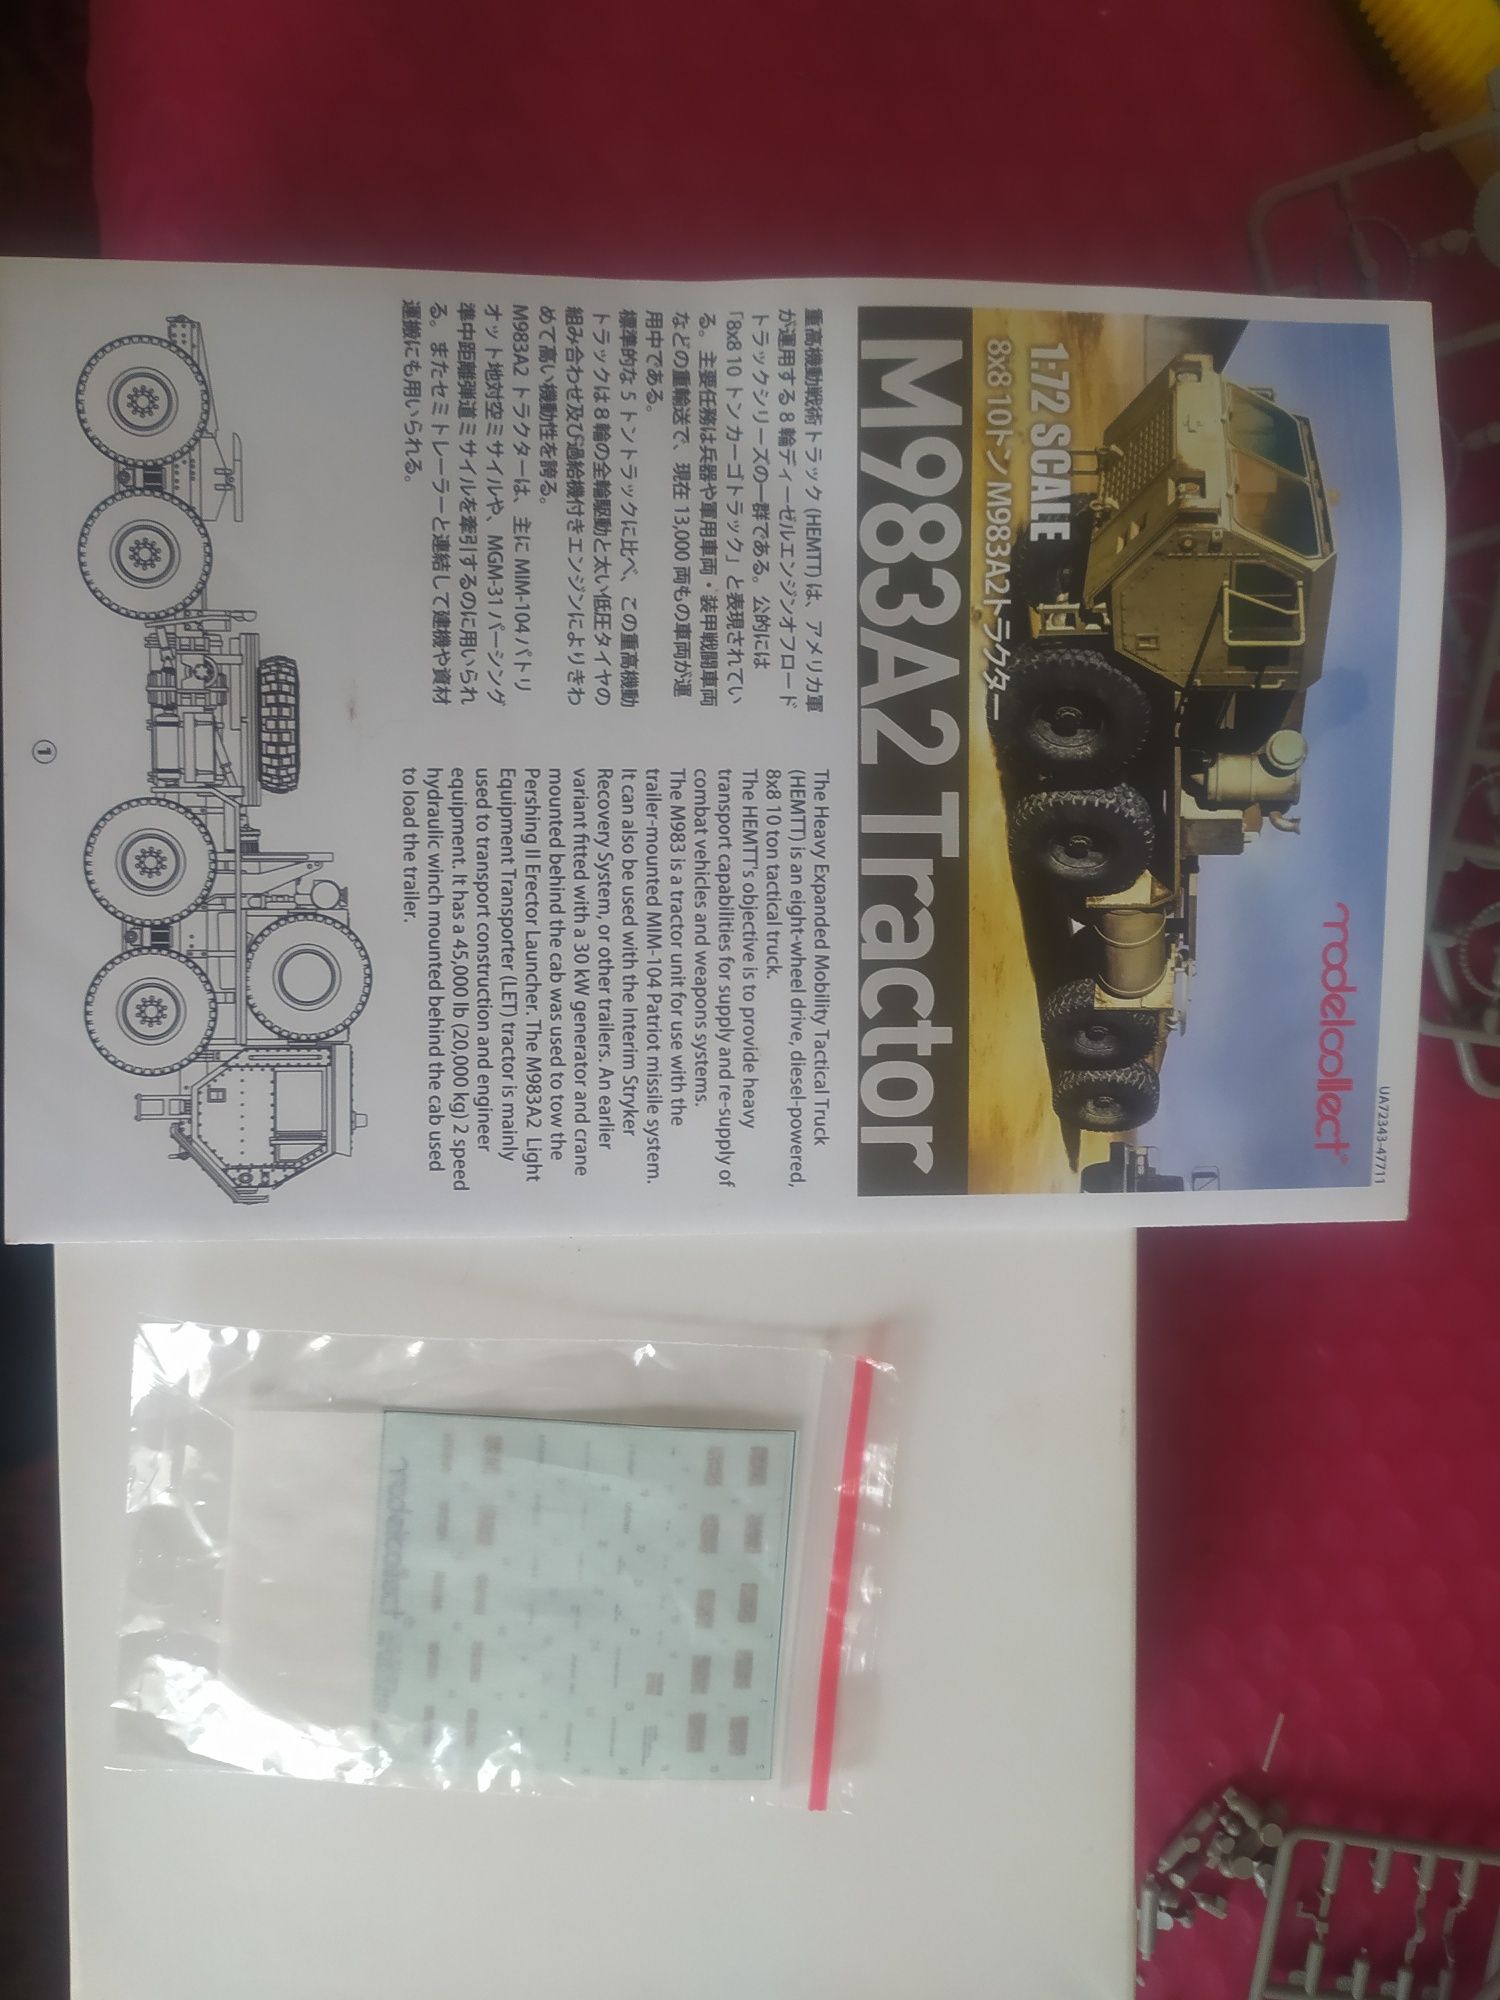 UA72343-47711
modelcollect®
1:72 SCALE
8x8 10トン M983A2トラクター
M983A2 Tractor
重高機動戦術トラック (HEMTT) は、アメリカ軍
が運用する 8 輪ディーゼルエンジンオフロード
トラックシリーズの一群である。公的には
「8x8 10 トンカーゴトラック」と表現されてい
る。主要任務は兵器や軍用車両・装甲戦闘車両
などの重輸送で、現在 13,000 両もの車両が運
用中である。
標準的な 5 トントラックに比べ、この重高機動
トラックは 8 輪の全輪駆動と太い低圧タイヤの
組み合わせ及び過給機付きエンジンによりきわ
めて高い機動性を誇る。
M983A2 トラクターは、主に MIM-104 パトリ
オット地対空ミサイルや、MGM-31 パーシング
準中距離弾道ミサイルを牽引するのに用いられ
る。またセミトレーラーと連結して建機や資材
運搬にも用いられる。
The Heavy Expanded Mobility Tactical Truck
(HEMTT) is an eight-wheel drive, diesel-powered,
8x8 10 ton tactical truck.
The HEMTT's objective is to provide heavy
transport capabilities for supply and re-supply of
combat vehicles and weapons systems.
The M983 is a tractor unit for use with the
trailer-mounted MIM-104 Patriot missile system.
It can also be used with the Interim Stryker
Recovery System, or other trailers. An earlier
variant fitted with a 30 kW generator and crane
mounted behind the cab was used to tow the
Pershing II Erector Launcher. The M983A2 Light
Equipment Transporter (LET) tractor is mainly
used to transport construction and engineer
equipment. It has a 45,000 lb (20,000 kg) 2 speed
hydraulic winch mounted behind the cab used
to load the trailer.
①
modelcollect®